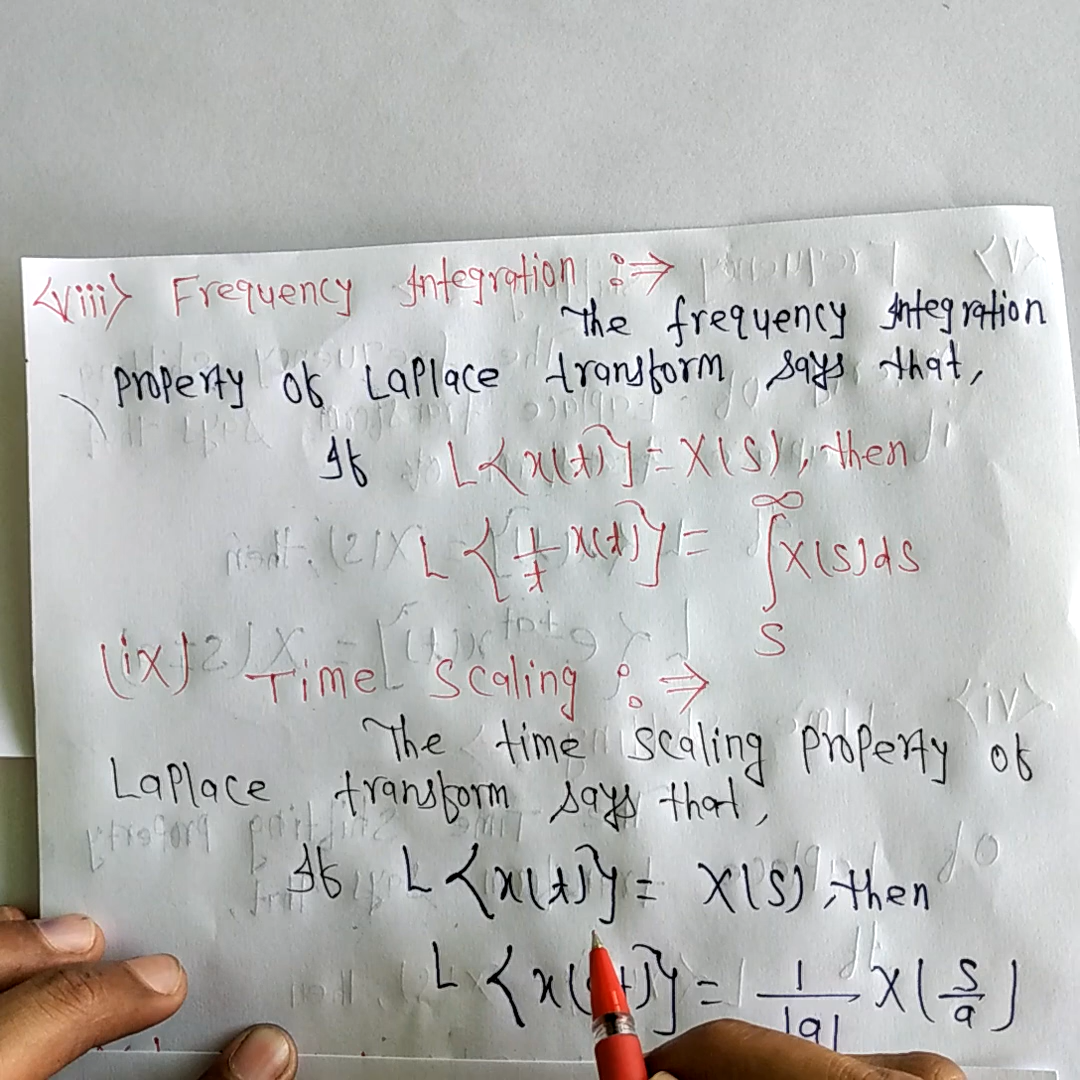 <viii> Frequency Integration :⇒
The frequency Integration
property of Laplace transform says that,
If L{x(t)} = X(s), then
L{1/t x(t)} = ∫_s^∞ X(s)ds
(ix) Time Scaling :⇒
The time scaling property of
Laplace transform says that,
If L{x(t)} = X(s), then
L{x( t)} = 1/|a| X(s/a)